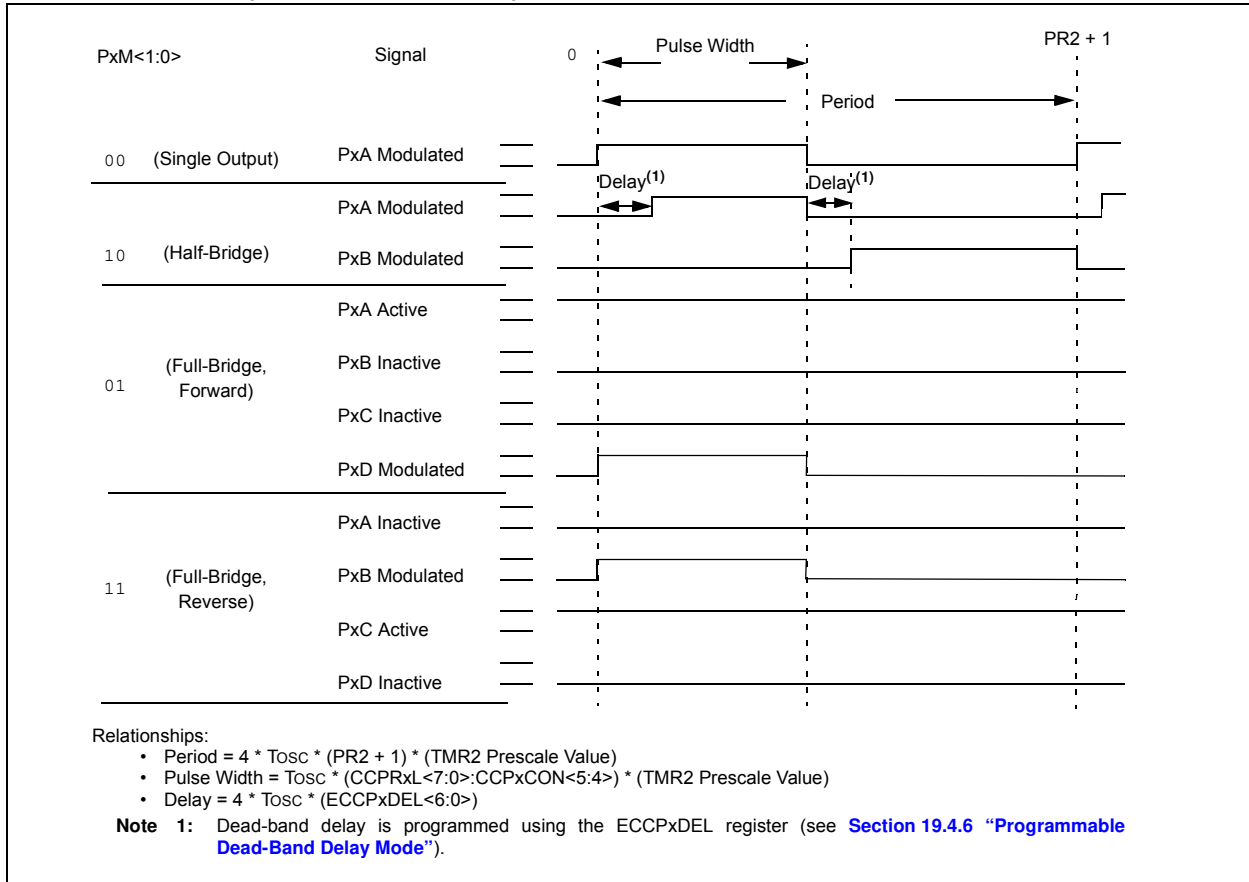 PxM<1:0> Signal 0 Pulse Width PR2 + 1
Period
00 (Single Output) PxA Modulated
Delay(1) Delay(1)
PxA Modulated
10 (Half-Bridge) PxB Modulated
PxA Active
PxB Inactive
01 (Full-Bridge,
Forward)
PxC Inactive
PxD Modulated
PxA Inactive
PxB Modulated
11 (Full-Bridge,
Reverse)
PxC Active
PxD Inactive
Relationships:
• Period = 4 * TOSC * (PR2 + 1) * (TMR2 Prescale Value)
• Pulse Width = TOSC * (CCPRxL<7:0>:CCPxCON<5:4>) * (TMR2 Prescale Value)
• Delay = 4 * TOSC * (ECCPxDEL<6:0>)
Note 1: Dead-band delay is programmed using the ECCPxDEL register (see Section 19.4.6 “Programmable
Dead-Band Delay Mode”).